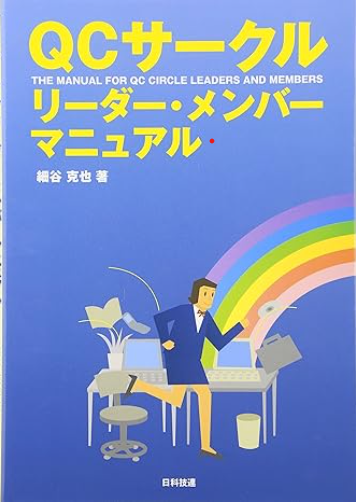 QCサークル
THE MANUAL FOR QC CIRCLE LEADERS AND MEMBERS
リーダー・メンバー
マニュアル
細谷 克也 著
日科技連